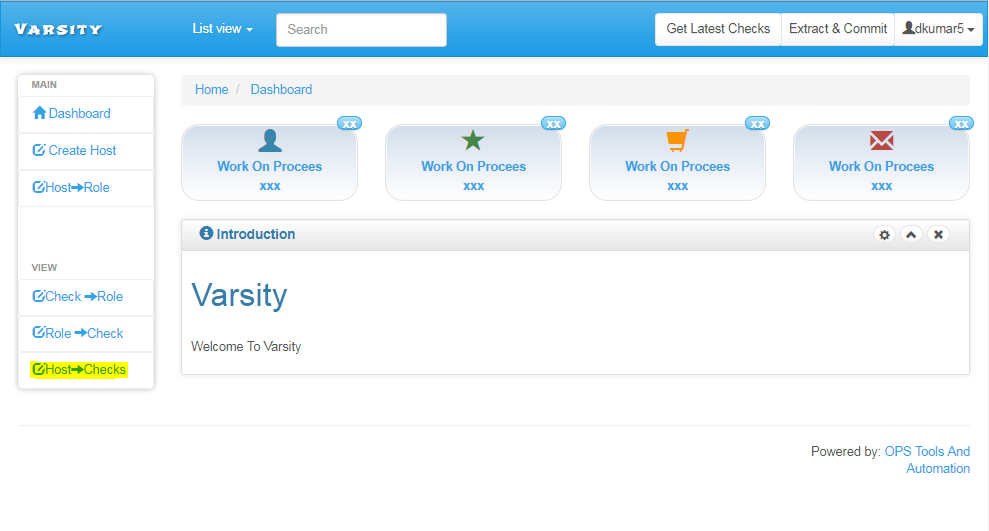 Varsity
List view
Search
Get Latest Checks
Extract & Commit
dkumar5
MAIN
Dashboard
Create Host
Host➔Role
VIEW
Check ➔Role
Role ➔Check
Host➔Checks
Home / Dashboard
xx
Work On Procees
xxx
xx
Work On Procees
xxx
xx
Work On Procees
xxx
xx
Work On Procees
xxx
Introduction
Varsity
Welcome To Varsity
Powered by: OPS Tools And
Automation